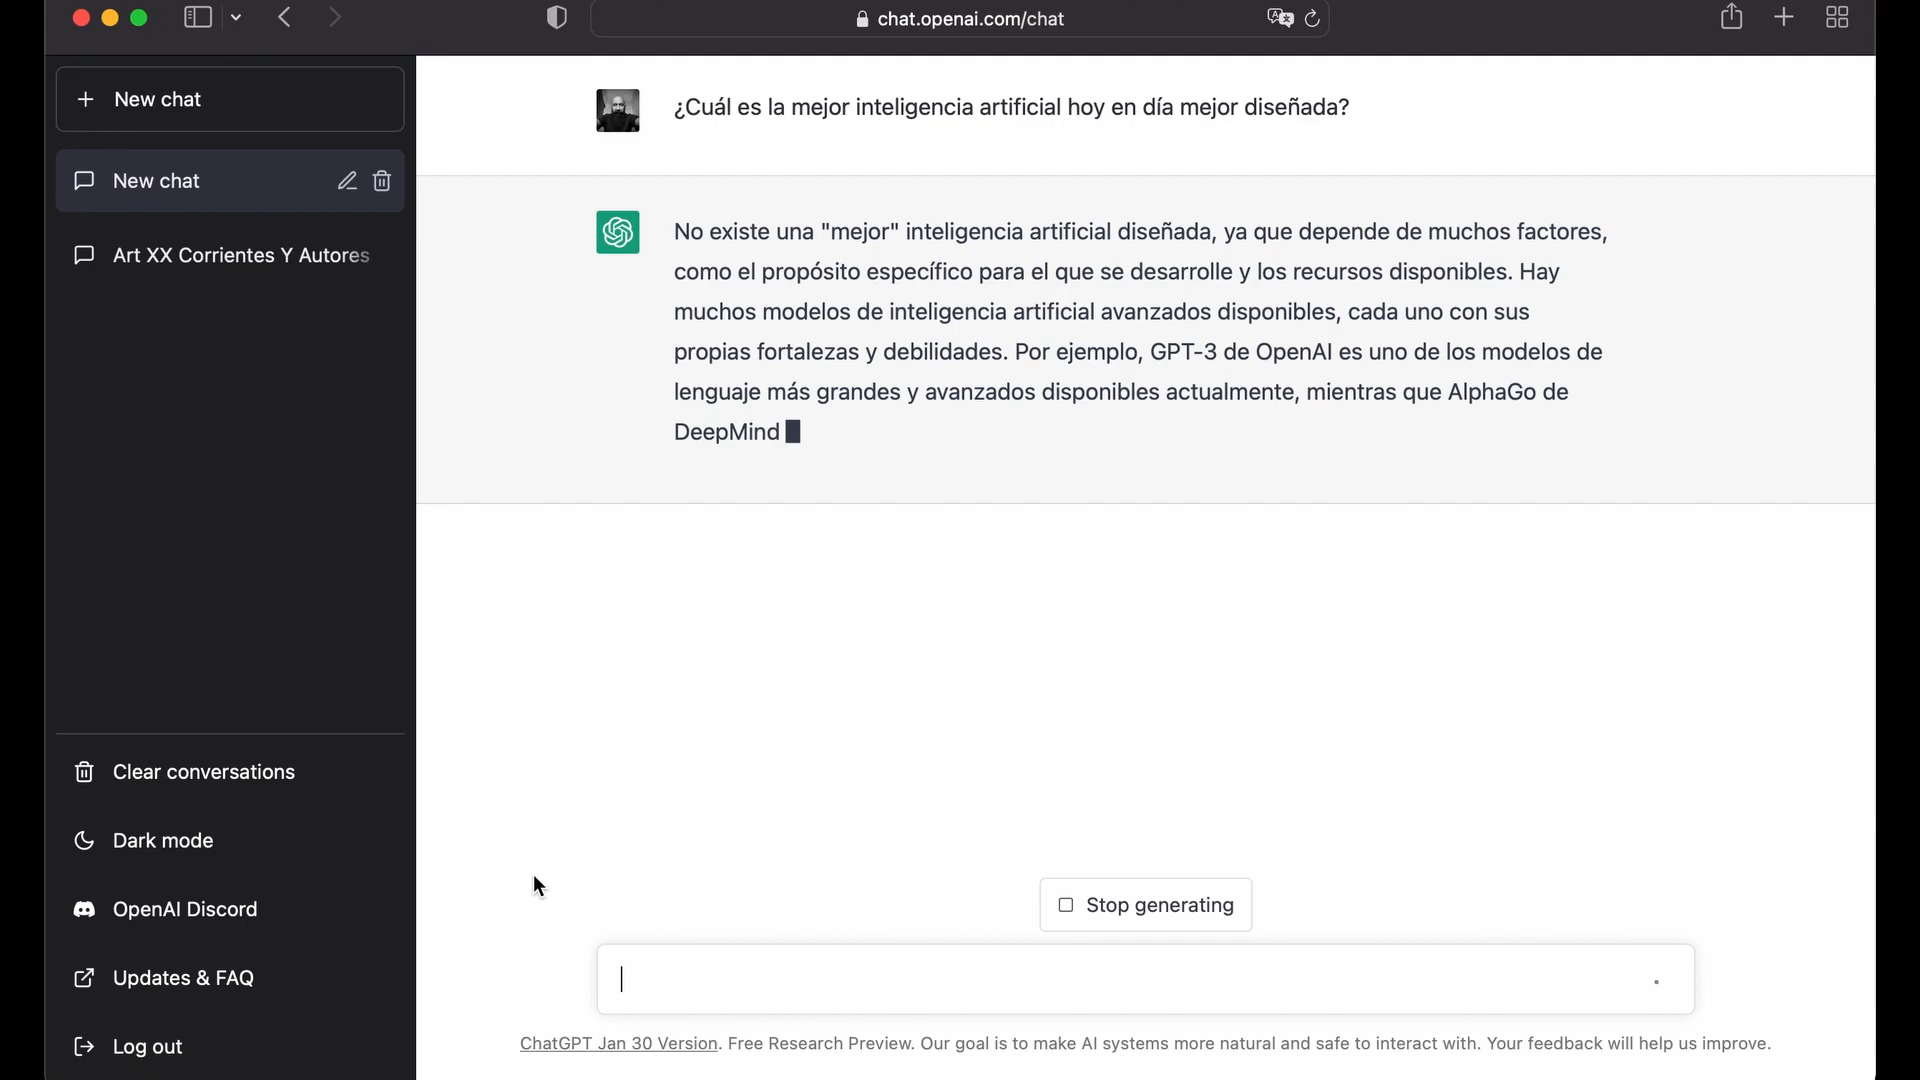 chat.openai.com/chat
New chat
New chat
Art XX Corrientes Y Autores
¿Cuál es la mejor inteligencia artificial hoy en día mejor diseñada?
No existe una "mejor" inteligencia artificial diseñada, ya que depende de muchos factores,
como el propósito específico para el que se desarrolle y los recursos disponibles. Hay
muchos modelos de inteligencia artificial avanzados disponibles, cada uno con sus
propias fortalezas y debilidades. Por ejemplo, GPT-3 de OpenAI es uno de los modelos de
lenguaje más grandes y avanzados disponibles actualmente, mientras que AlphaGo de
DeepMind
Clear conversations
Dark mode
OpenAI Discord
Updates & FAQ
Log out
Stop generating
ChatGPT Jan 30 Version. Free Research Preview. Our goal is to make AI systems more natural and safe to interact with. Your feedback will help us improve.